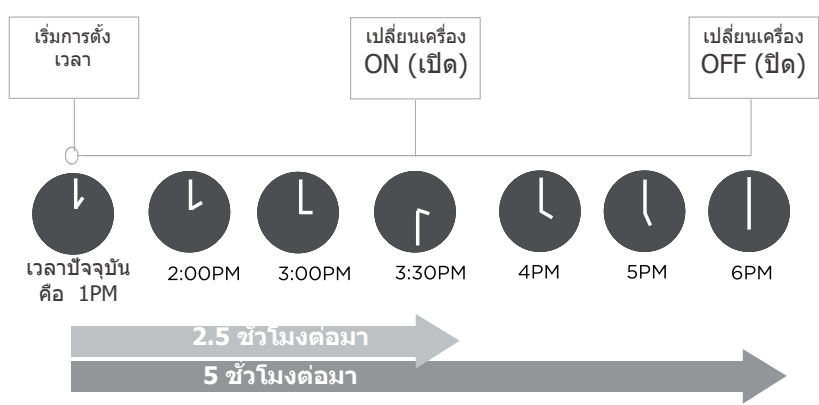 เริ่มการตั้ง
เวลา
เปลี่ยนเครื่อง
ON (เปิด)
เปลี่ยนเครื่อง
OFF (ปิด)
เวลาปัจจุบัน
คือ 1PM
2:00PM
3:00PM
3:30PM
4PM
5PM
6PM
2.5 ชั่วโมงต่อมา
5 ชั่วโมงต่อมา